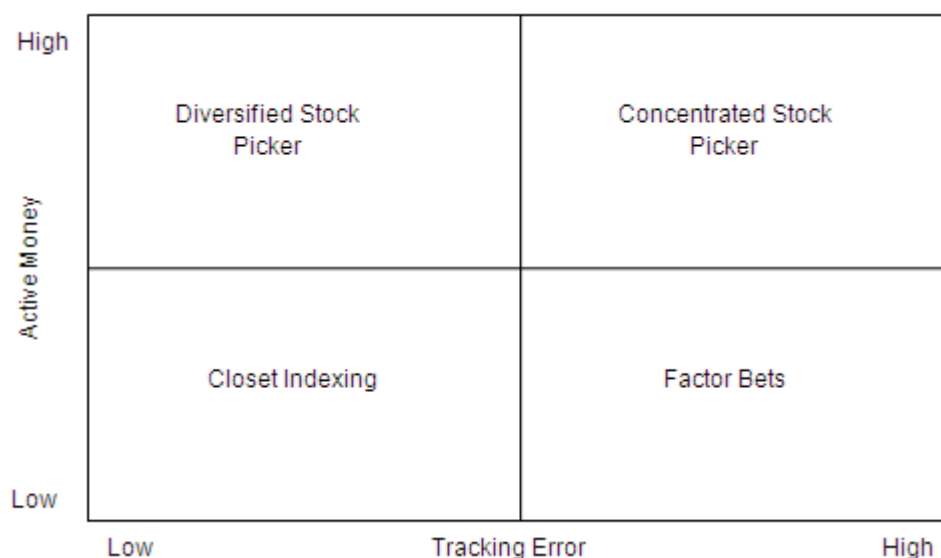 High
Diversified Stock
Picker
Concentrated Stock
Picker
Active Money
Closet Indexing
Factor Bets
Low
Low
Tracking Error
High